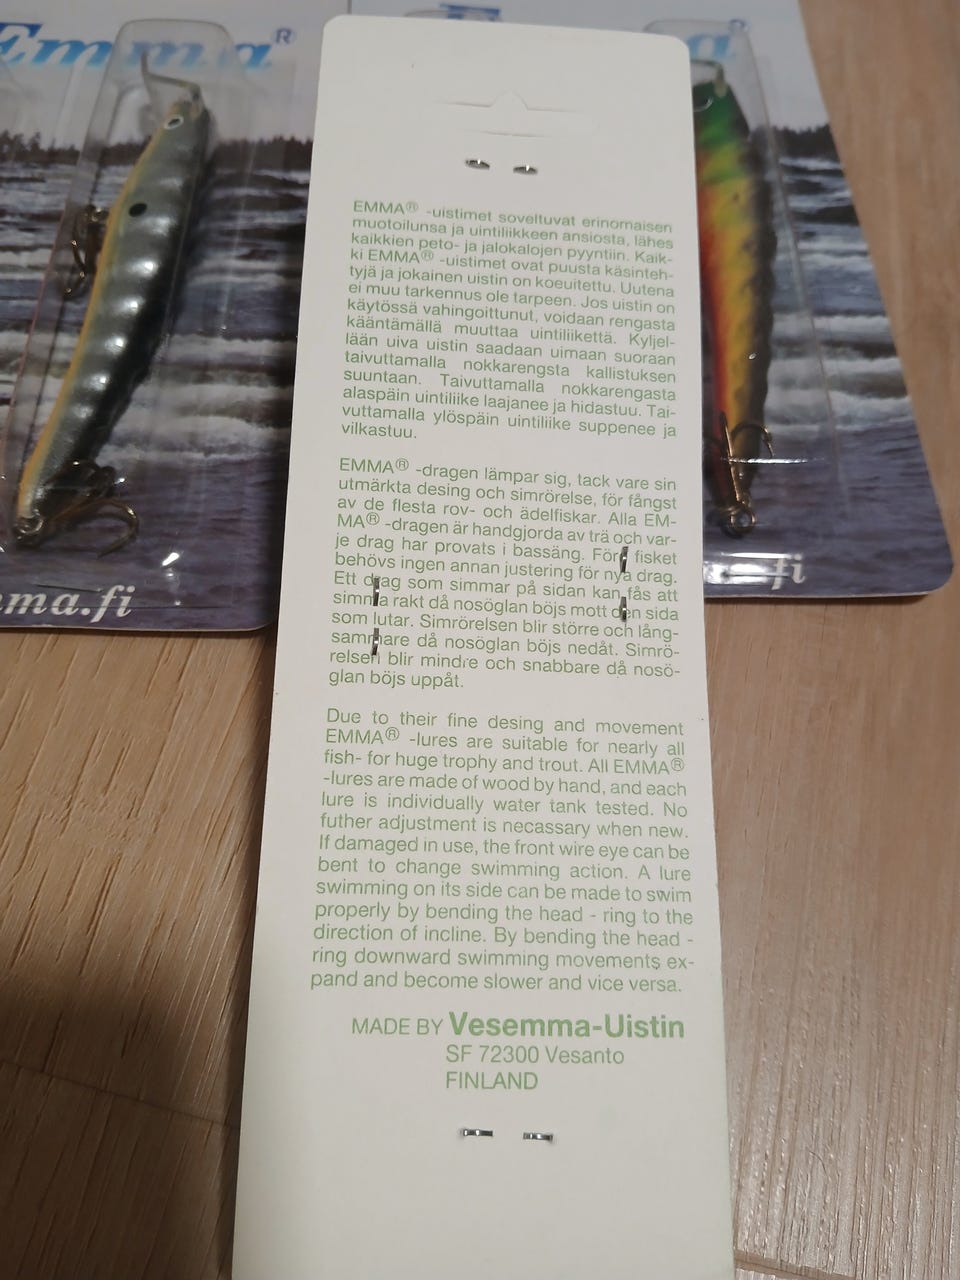 Emma®
a®
EMMA® -uistimet soveltuvat erinomaisen
muotoilunsa ja uintiliikkeen ansiosta, lähes
kaikkien peto- ja jalokalojen pyyntiin. Kaik-
ki EMMA® -uistimet ovat puusta käsinteh-
tyjä ja jokainen uistin on koeuitettu. Uutena
ei muu tarkennus ole tarpeen. Jos uistin on
käytössä vahingoittunut, voidaan rengasta
kääntämällä muuttaa uintiliikettä. Kyljel-
lään uiva uistin saadaan uimaan suoraan
taivuttamalla nokkarengsta kallistuksen
suuntaan. Taivuttamalla nokkarengasta
alaspäin uintiliike laajanee ja hidastuu. Tai-
vuttamalla ylöspäin uintiliike suppenee ja
vilkastuu.
EMMA® -dragen lämpar sig, tack vare sin
utmärkta desing och simrörelse, för fångst
av de flesta rov- och ädelfiskar. Alla EM-
MA® -dragen är handgjorda av trä och var-
je drag har provats i bassäng. Förr fisket
behövs ingen annan justering för nya drag.
Ett drag som simmar på sidan kan fås att
simma rakt då nosöglan böjs mott den sida
som lutar. Simrörelsen blir större och lång-
sammare då nosöglan böjs nedåt. Simrö-
relsen blir mindre och snabbare då nosö-
glan böjs uppåt.
Due to their fine desing and movement
EMMA® -lures are suitable for nearly all
fish- for huge trophy and trout. All EMMA®
-lures are made of wood by hand, and each
lure is individually water tank tested. No
futher adjustment is necassary when new.
If damaged in use, the front wire eye can be
bent to change swimming action. A lure
swimming on its side can be made to swim
properly by bending the head - ring to the
direction of incline. By bending the head -
ring downward swimming movements ex-
pand and become slower and vice versa.
MADE BY Vesemma-Uistin
SF 72300 Vesanto
FINLAND
mma.fi
.fi